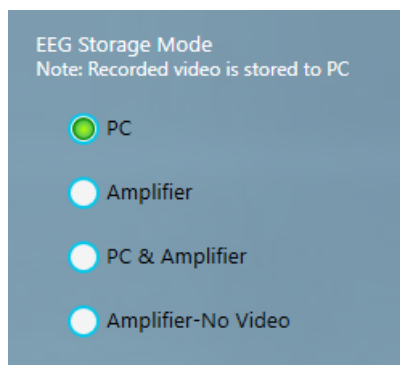 EEG Storage Mode
Note: Recorded video is stored to PC
PC
Amplifier
PC & Amplifier
Amplifier-No Video